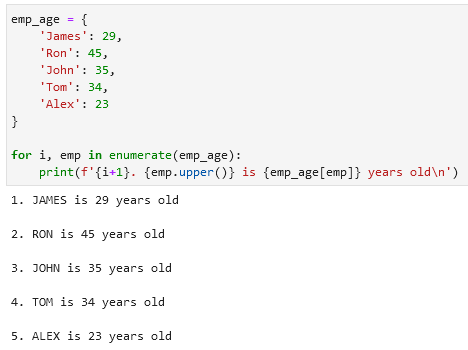 emp_age = {
    'James': 29,
    'Ron': 45,
    'John': 35,
    'Tom': 34,
    'Alex': 23
}
for i, emp in enumerate(emp_age):
    print(f'{i+1}. {emp.upper()} is {emp_age[emp]} years old\n')
1. JAMES is 29 years old
2. RON is 45 years old
3. JOHN is 35 years old
4. TOM is 34 years old
5. ALEX is 23 years old